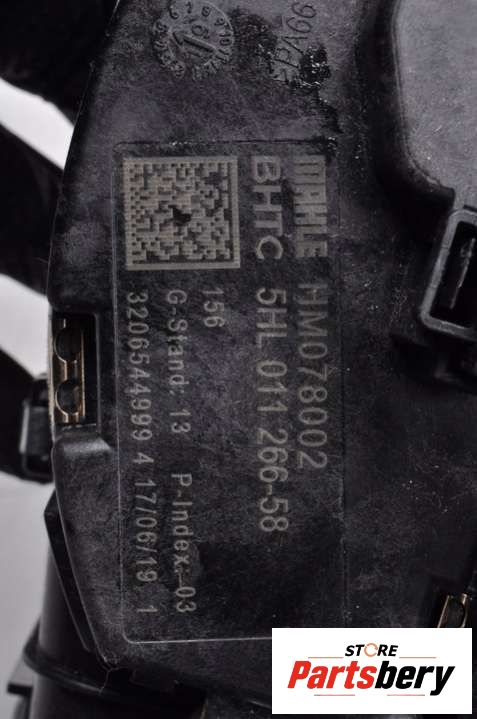 MAHLE HM078002
BHTC 5HL 011 266-58
156
G-Stand: 13 P-Index:-03
3206544999 4 17/06/19 1
>PA66
STORE
Partsbery